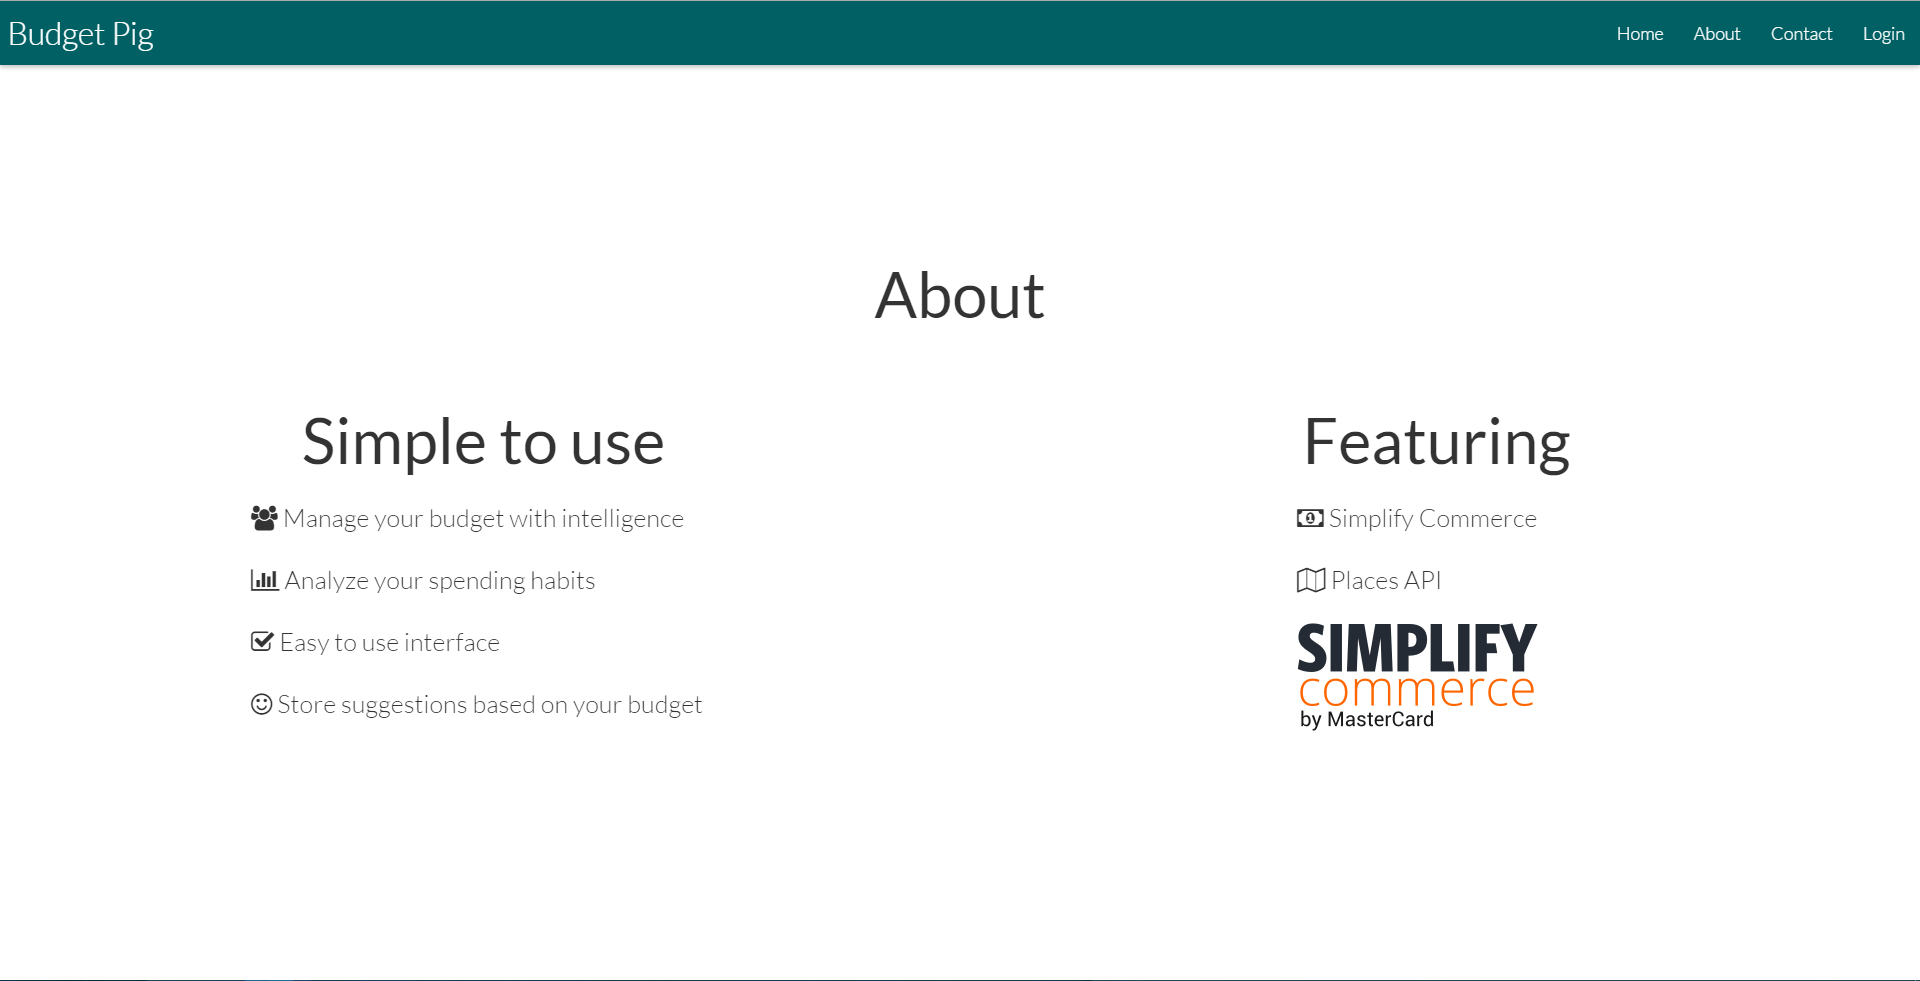 Budget Pig
Home
About
Contact
Login
About
Simple to use
Manage your budget with intelligence
Analyze your spending habits
Easy to use interface
Store suggestions based on your budget
Featuring
Simplify Commerce
Places API
SIMPLIFY
commerce
by MasterCard